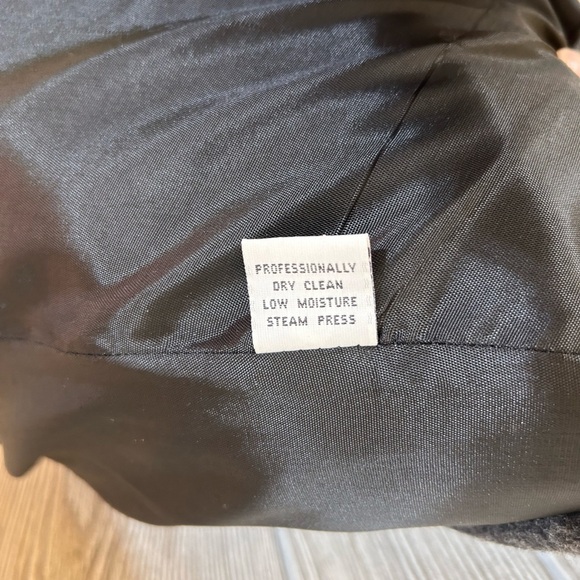 PROFESSIONALLY
DRY CLEAN
LOW MOISTURE
STEAM PRESS